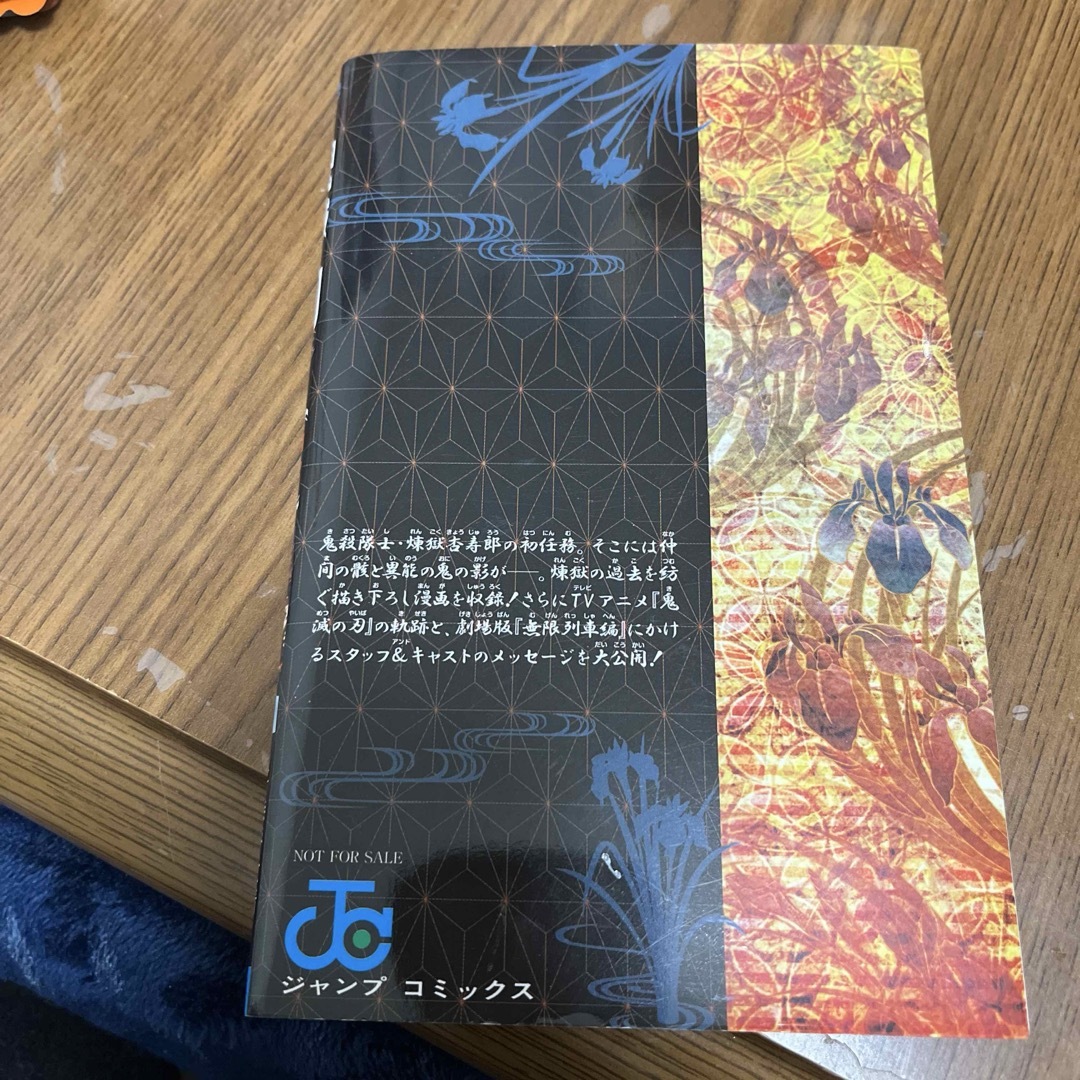 鬼殺隊士・煉獄杏寿郎の初任務。そこには仲
間の骸と異能の鬼の影が――。煉獄の過去を紡
ぐ描き下ろし漫画を収録！さらにTVアニメ『鬼
滅の刃』の軌跡と、劇場版『無限列車編』にかけ
るスタッフ&キャストのメッセージを大公開！
NOT FOR SALE
JC
ジャンプ コミックス